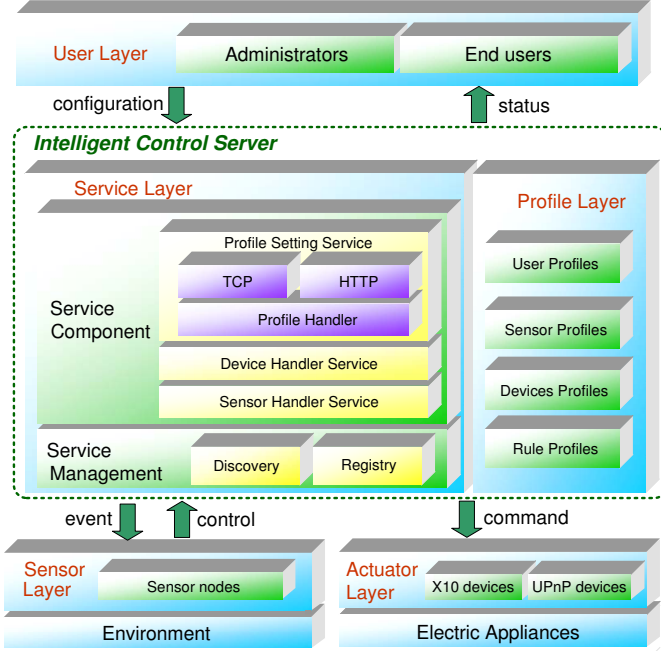 User Layer
Administrators
End users
configuration
status
Intelligent Control Server
Service Layer
Profile Layer
Profile Setting Service
TCP
HTTP
Profile Handler
Service
Component
Device Handler Service
Sensor Handler Service
User Profiles
Sensor Profiles
Devices Profiles
Rule Profiles
Service
Management
Discovery
Registry
event
control
command
Sensor
Layer
Sensor nodes
Environment
Actuator
Layer
X10 devices
UPnP devices
Electric Appliances